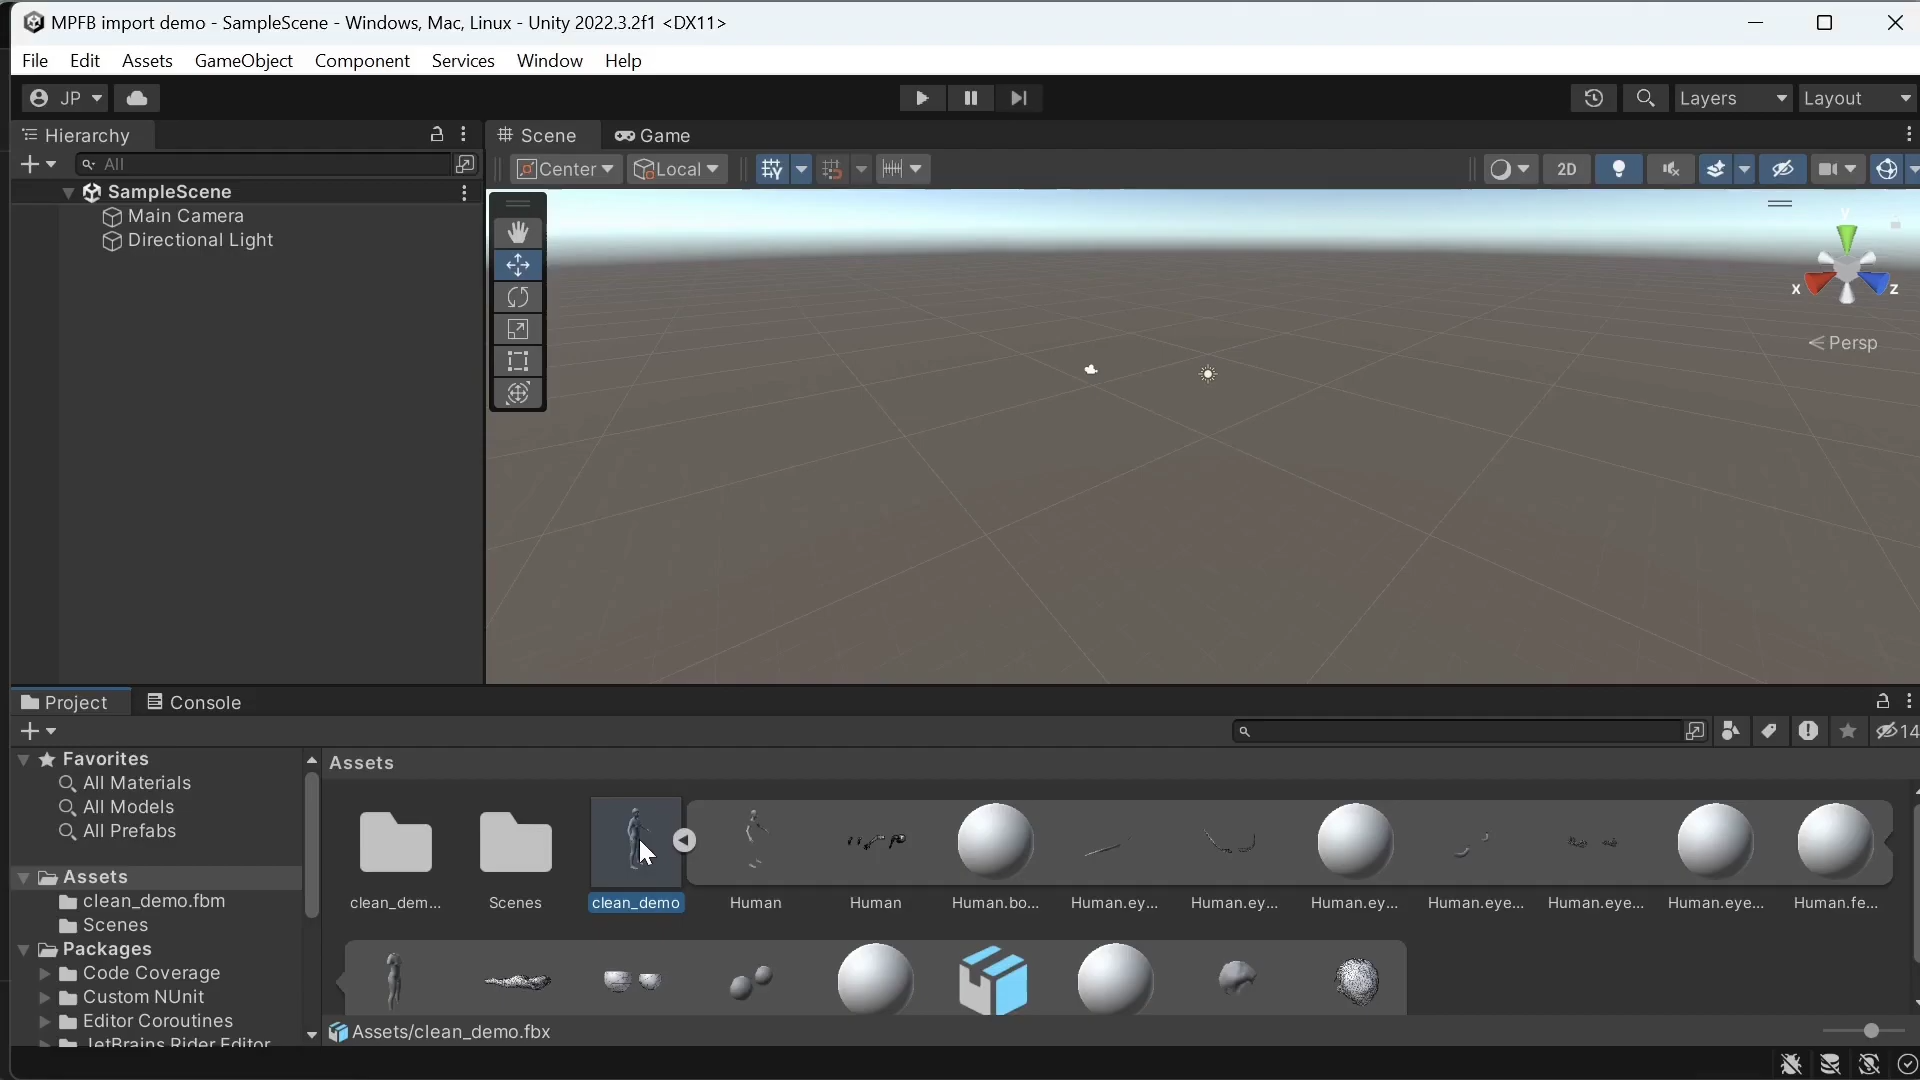 MPFB import demo - SampleScene - Windows, Mac, Linux - Unity 2022.3.2f1 <DX11>
File Edit Assets GameObject Component Services Window Help
JP
Layers Layout
Hierarchy
Scene Game
All
Center Local 2D
SampleScene
Main Camera
Directional Light
y
x z
< Persp
Project Console
14
Favorites
All Materials
All Models
All Prefabs
Assets
clean_demo.fbm
Scenes
Packages
Code Coverage
Custom NUnit
Editor Coroutines
JetBrains Rider Editor
Assets
clean_dem... Scenes clean_demo Human Human Human.bo... Human.ey... Human.ey... Human.ey... Human.eye... Human.eye... Human.eye... Human.fe...
Assets/clean_demo.fbx